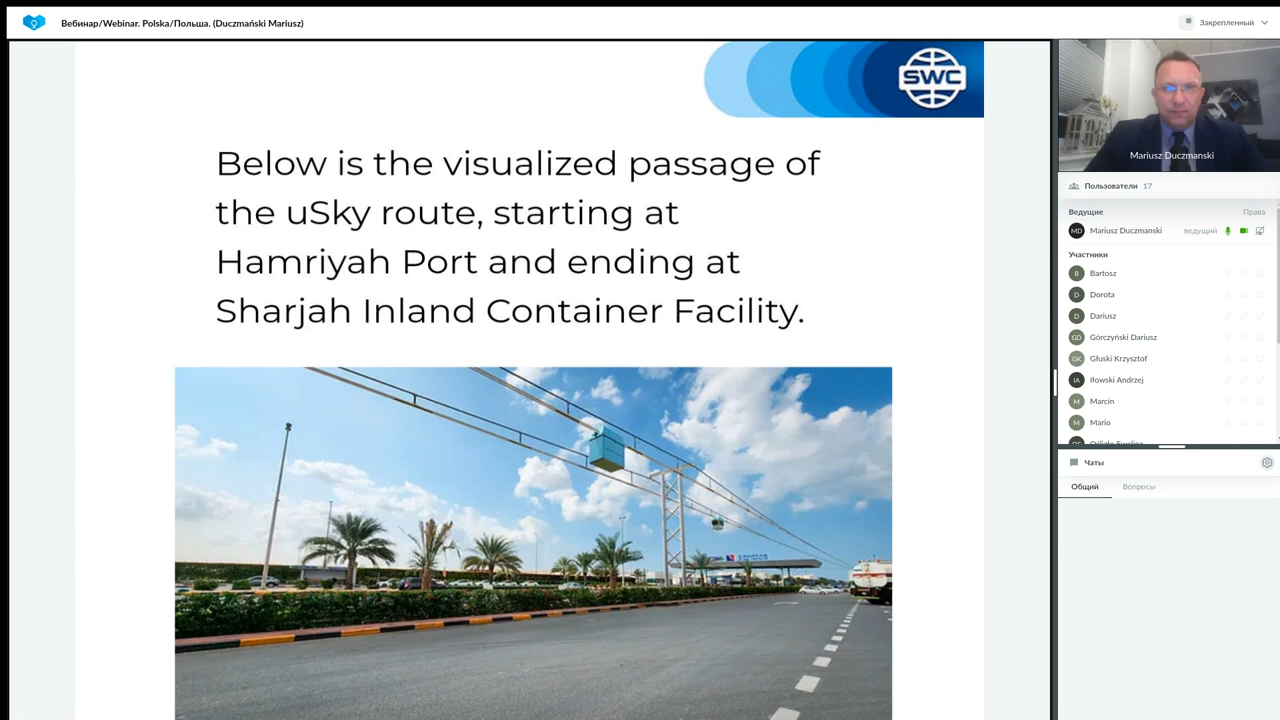 Вебинар/Webinar. Polska/Польша. (Duczmański Mariusz)
Закрепленный
SWC
Below is the visualized passage of
the uSky route, starting at
Hamriyah Port and ending at
Sharjah Inland Container Facility.
Mariusz Duczmanski
Пользователи 17
Ведущие Права
MD Mariusz Duczmanski ведущий
Участники
B Bartosz
D Dorota
D Dariusz
GD Górczyński Dariusz
GK Głuski Krzysztof
IA Iłowski Andrzej
M Marcin
M Mario
Чаты
Общий Вопросы